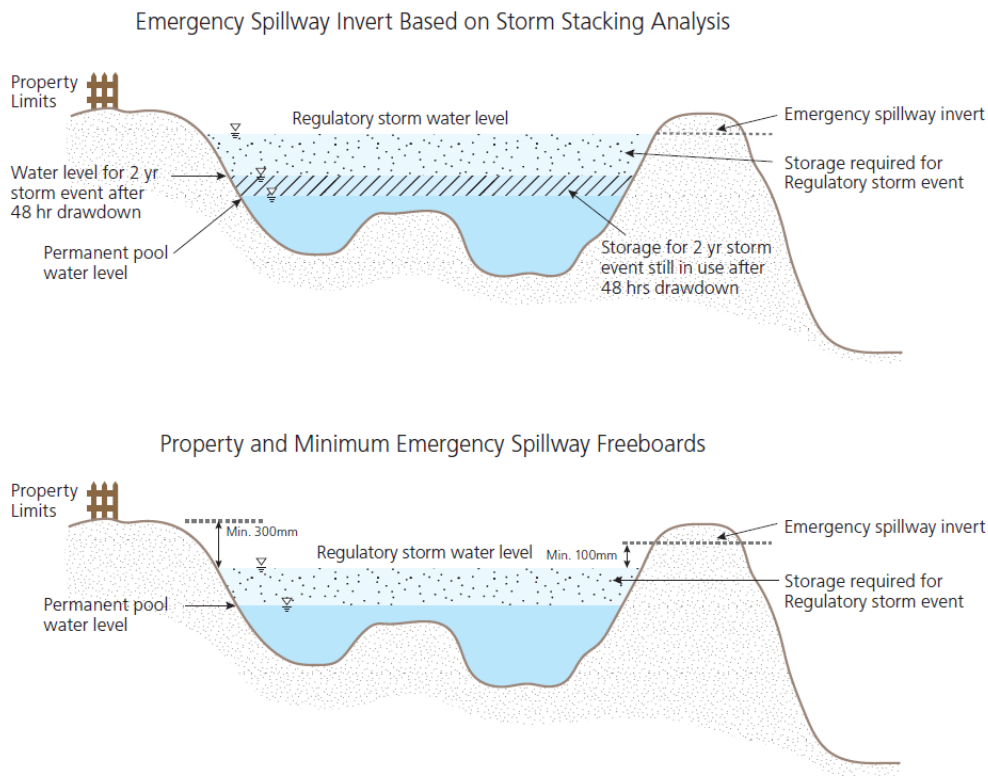 Emergency Spillway Invert Based on Storm Stacking Analysis
Property
Limits
Regulatory storm water level
Emergency spillway invert
Storage required for
Regulatory storm event
Water level for 2 yr
storm event after
48 hr drawdown
Permanent pool
water level
Storage for 2 yr storm
event still in use after
48 hrs drawdown
Property and Minimum Emergency Spillway Freeboards
Property
Limits
Min. 300mm
Regulatory storm water level
Min. 100mm
Emergency spillway invert
Storage required for
Regulatory storm event
Permanent pool
water level